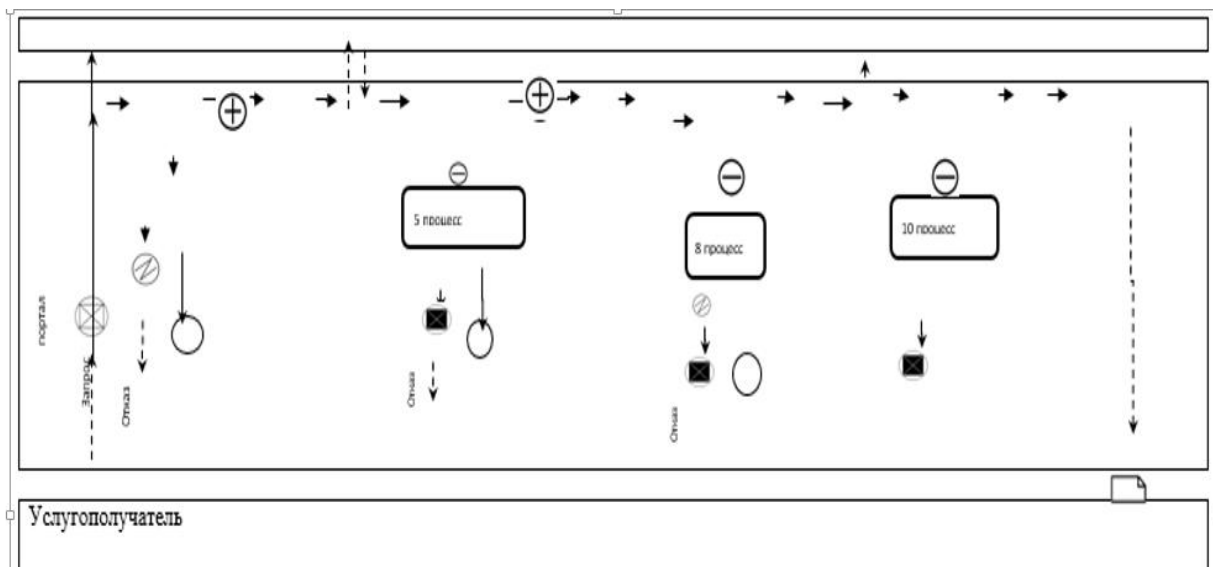 5 процесс
10 процесс
8 процесс
портал
Запрос
Отказ
Отказ
Отказ
Услугополучатель